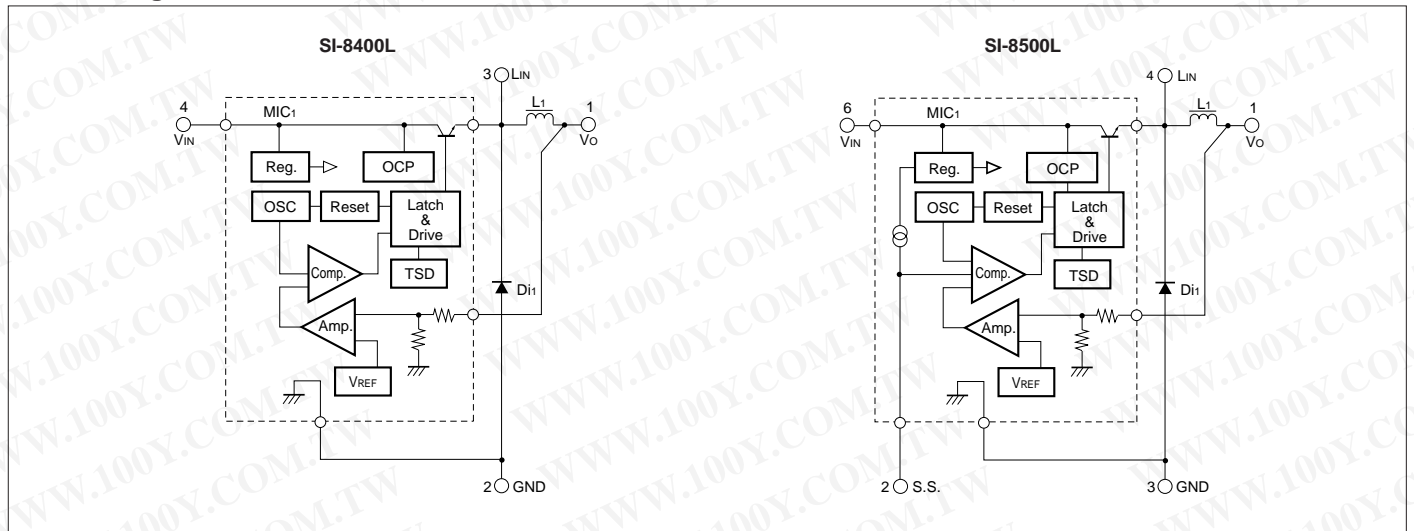 SI-8400L
3 LIN
4
VIN
MIC1
L1
1
VO
Reg.
OCP
OSC
Reset
Latch
&
Drive
Comp.
TSD
Di1
Amp.
VREF
2 GND
SI-8500L
4 LIN
6
VIN
MIC1
L1
1
VO
Reg.
OCP
OSC
Reset
Latch
&
Drive
Comp.
TSD
Di1
Amp.
VREF
2 S.S.
3 GND
WWW.100Y.COM.TW